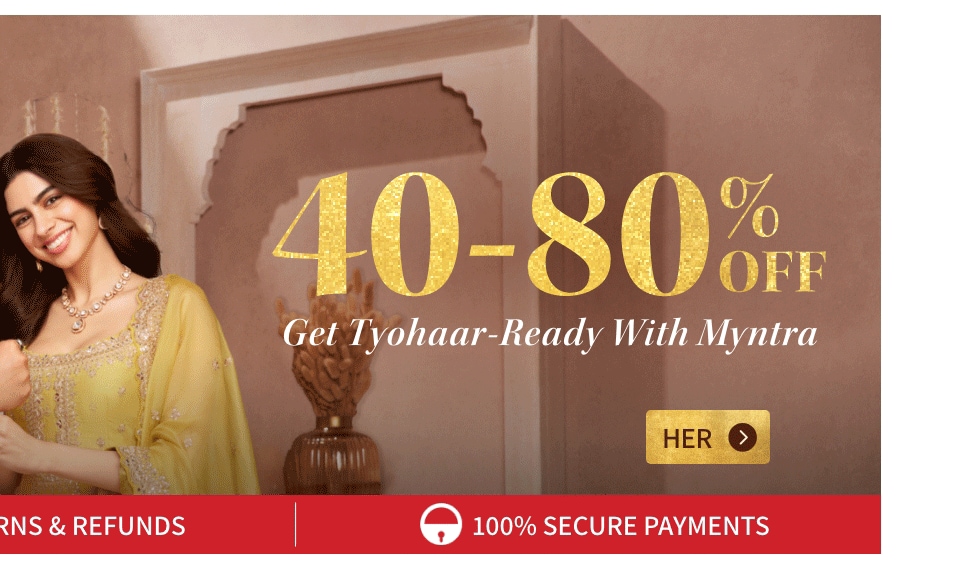 40-80% OFF
Get Tyohaar-Ready With Myntra
HER
RNS & REFUNDS
100% SECURE PAYMENTS